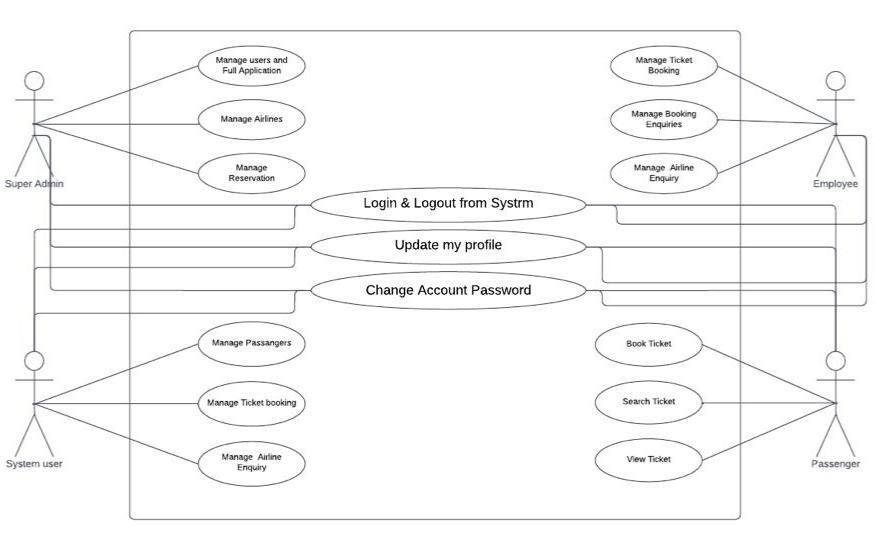 Manage users and
Full Application
Manage Ticket
Booking
Manage Airlines
Manage Booking
Enquiries
Manage
Reservation
Manage Airline
Enquiry
Super Admin
Employee
Login & Logout from Systrm
Update my profile
Change Account Password
Manage Passangers
Book Ticket
Manage Ticket booking
Search Ticket
Manage Airline
Enquiry
View Ticket
System user
Passenger